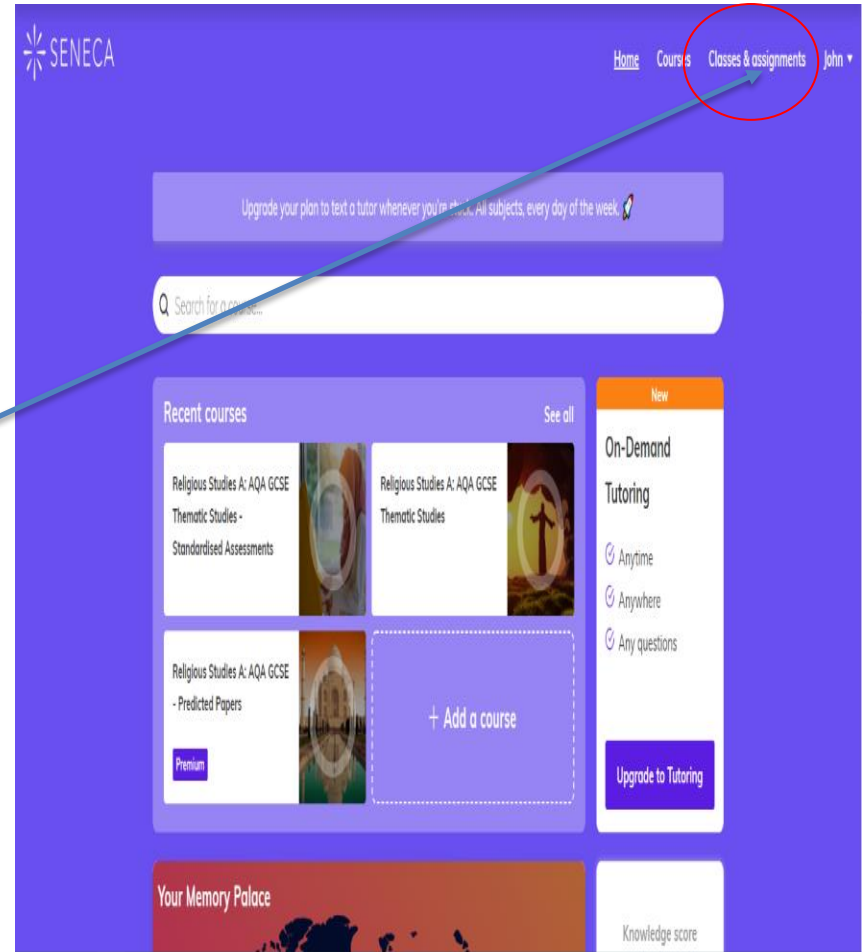 SENECA
Home Courses Classes & assignments John
Upgrade your plan to text a tutor whenever you're stuck. All subjects, every day of the week. 🚀
Search for a course...
Recent courses
See all
Religious Studies A: AQA GCSE
Thematic Studies -
Standardised Assessments
Religious Studies A: AQA GCSE
Thematic Studies
Religious Studies A: AQA GCSE
- Predicted Papers
Premium
+ Add a course
New
On-Demand
Tutoring
Anytime
Anywhere
Any questions
Upgrade to Tutoring
Your Memory Palace
Knowledge score